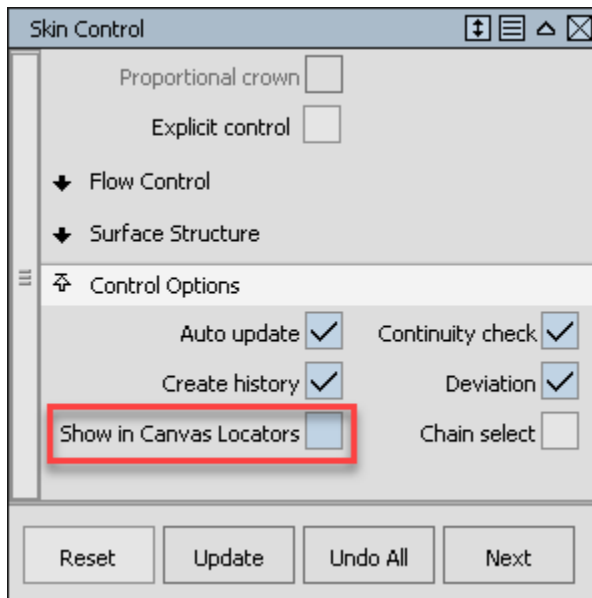 Skin Control
Proportional crown
Explicit control
Flow Control
Surface Structure
Control Options
Auto update Continuity check
Create history Deviation
Show in Canvas Locators Chain select
Reset Update Undo All Next